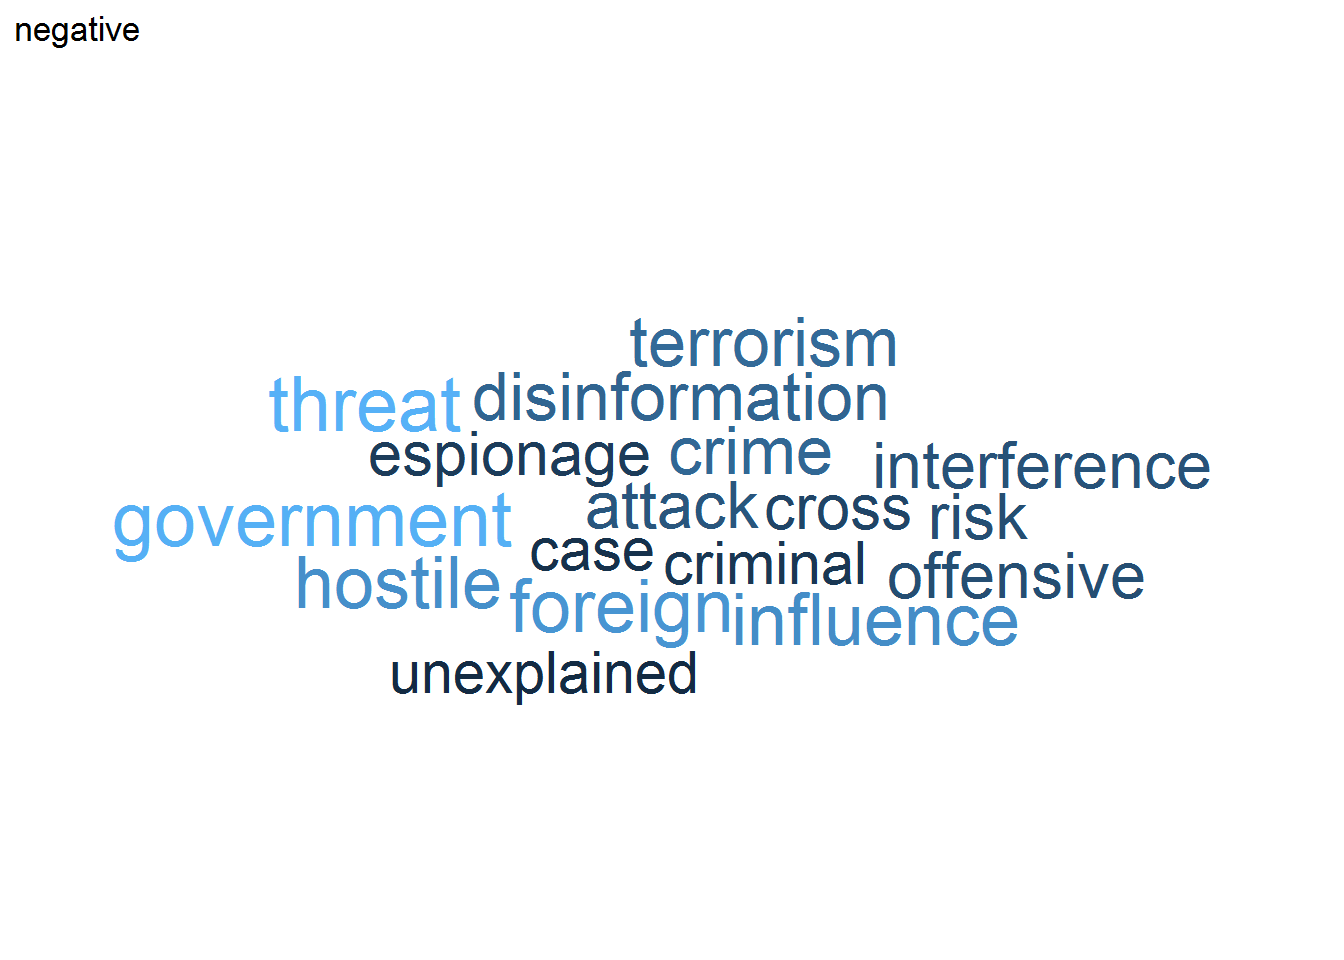 negative
terrorism
threat disinformation
espionage crime interference
government attack cross risk
case criminal offensive
hostile foreign influence
unexplained